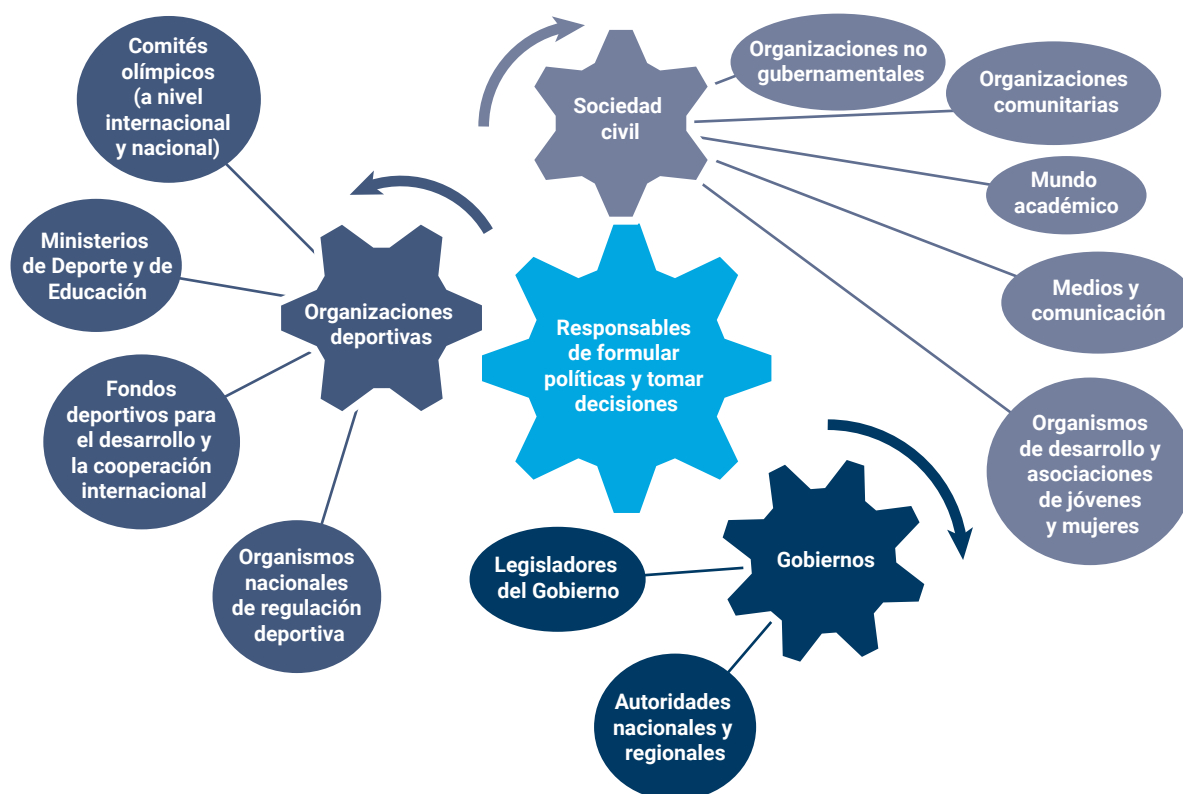 Comités
olímpicos
(a nivel
internacional
y nacional)
Ministerios
de Deporte y de
Educación
Organizaciones
deportivas
Fondos
deportivos para
el desarrollo y
la cooperación
internacional
Organismos
nacionales
de regulación
deportiva
Sociedad
civil
Organizaciones no
gubernamentales
Organizaciones
comunitarias
Mundo
académico
Medios y
comunicación
Organismos
de desarrollo y
asociaciones
de jóvenes
y mujeres
Responsables
de formular
políticas y tomar
decisiones
Gobiernos
Legisladores
del Gobierno
Autoridades
nacionales y
regionales